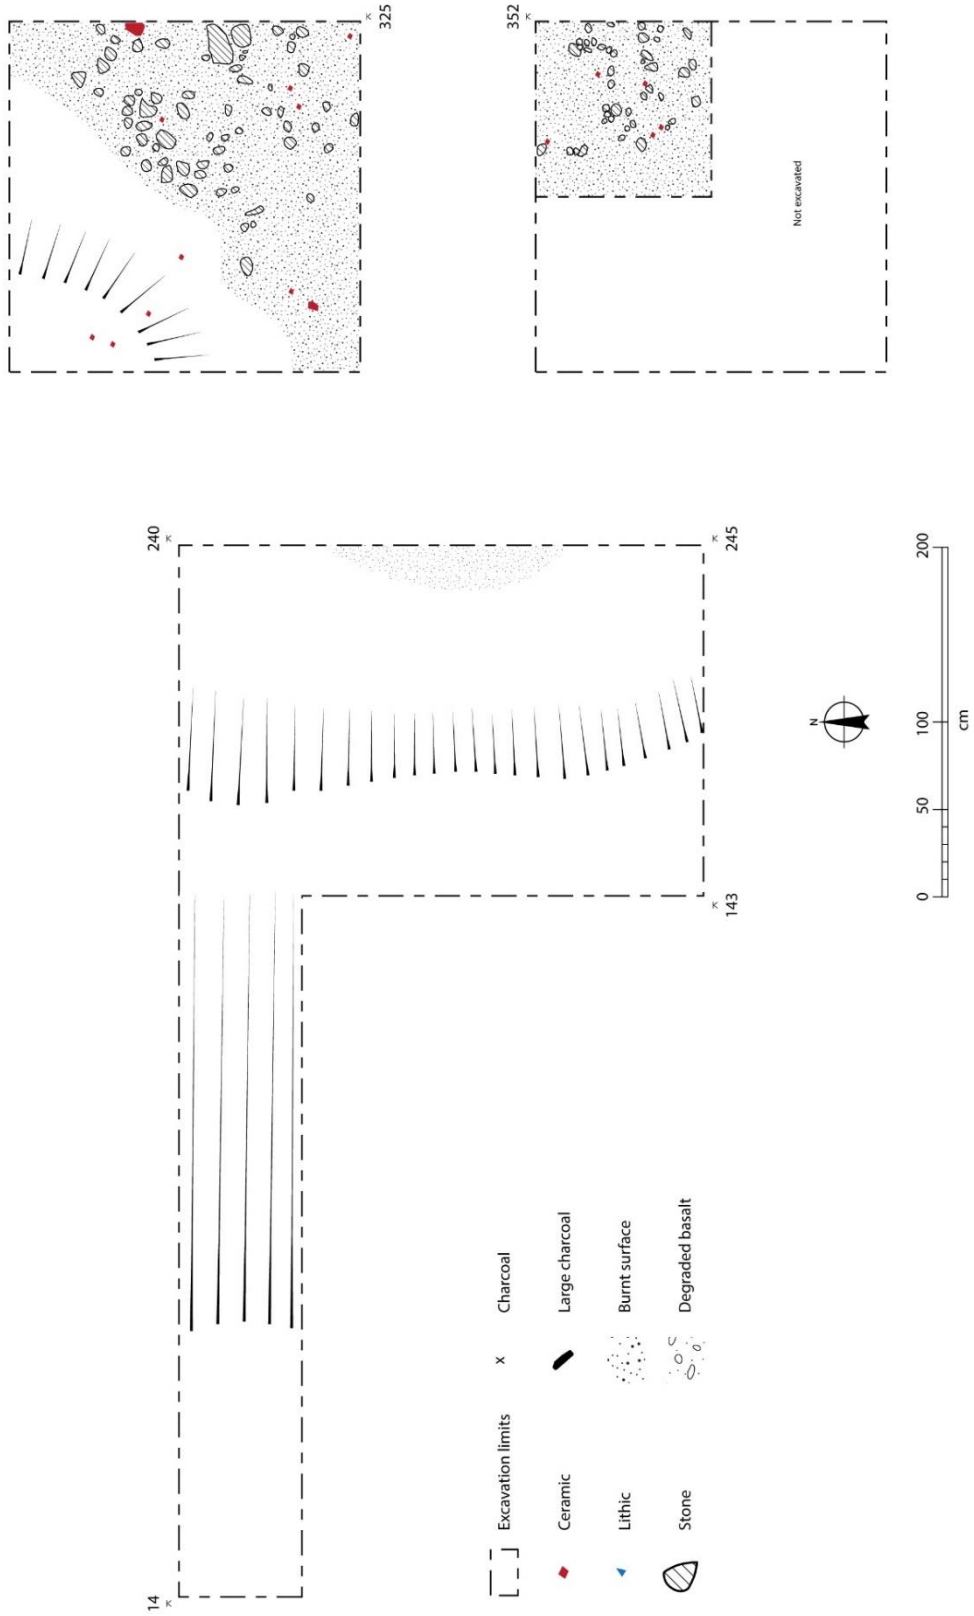 325
352
Not excavated
240
245
N
143
14
0
50
100
200
cm
Excavation limits
x
Charcoal
Ceramic
Large charcoal
Lithic
Burnt surface
Stone
Degraded basalt